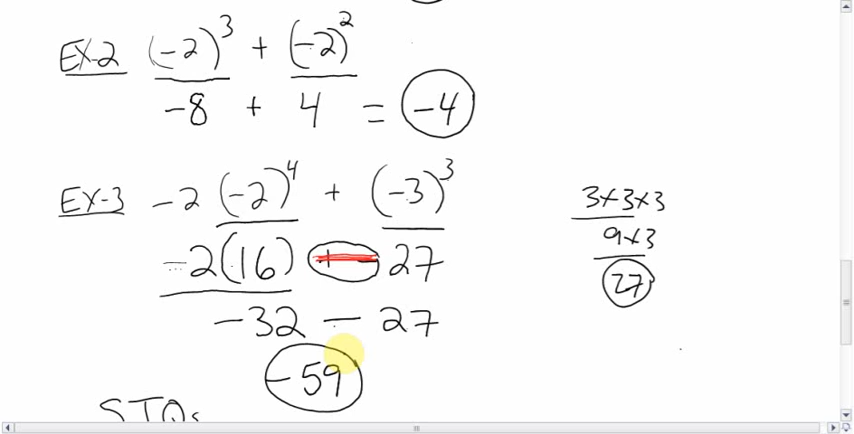 EX-2 (-2)³ + (-2)²
-8 + 4 = -4
EX-3 -2 (-2)⁴ + (-3)³
-2(16) + - 27
-32 - 27
-59
3×3×3
9×3
27
STQs